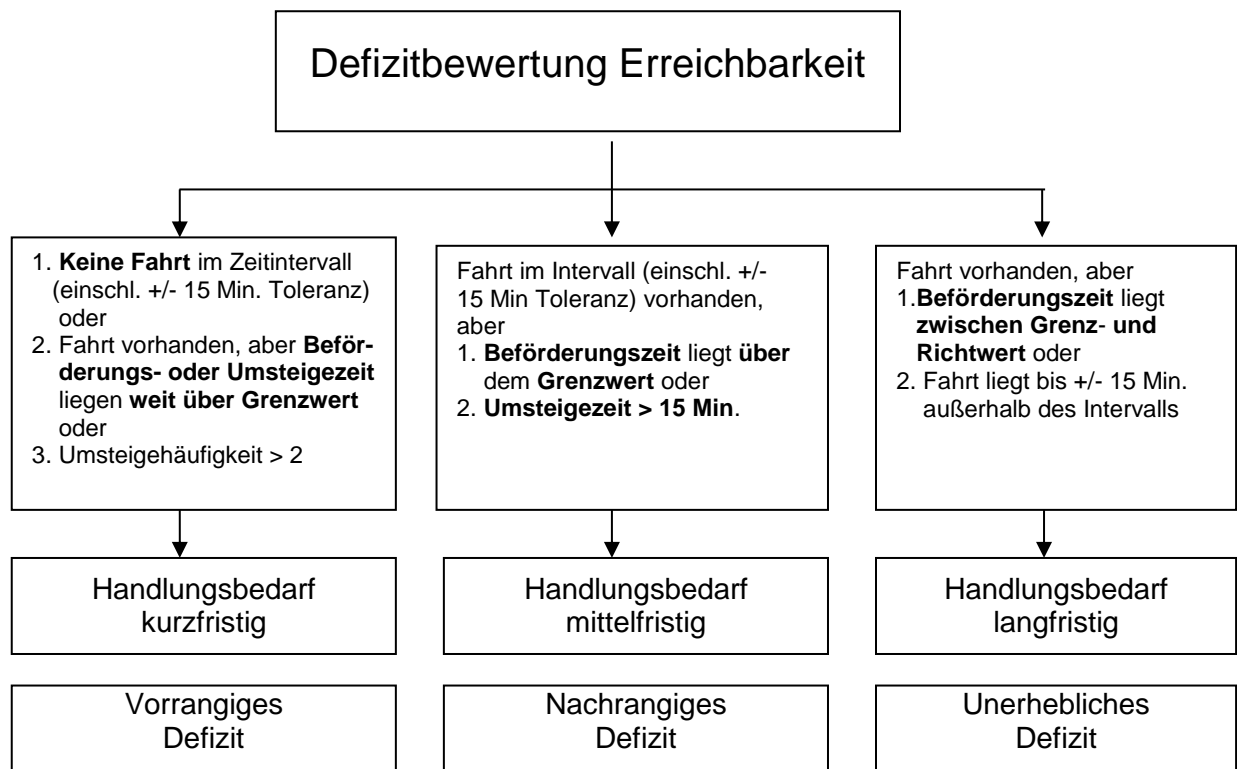 Defizitbewertung Erreichbarkeit
1. Keine Fahrt im Zeitintervall
(einschl. +/- 15 Min. Toleranz)
oder
2. Fahrt vorhanden, aber Beför-
derungs- oder Umsteigezeit
liegen weit über Grenzwert
oder
3. Umsteigehäufigkeit > 2
Fahrt im Intervall (einschl. +/-
15 Min Toleranz) vorhanden,
aber
1. Beförderungszeit liegt über
dem Grenzwert oder
2. Umsteigezeit > 15 Min.
Fahrt vorhanden, aber
1.Beförderungszeit liegt
zwischen Grenz- und
Richtwert oder
2. Fahrt liegt bis +/- 15 Min.
außerhalb des Intervalls
Handlungsbedarf
kurzfristig
Handlungsbedarf
mittelfristig
Handlungsbedarf
langfristig
Vorrangiges
Defizit
Nachrangiges
Defizit
Unerhebliches
Defizit